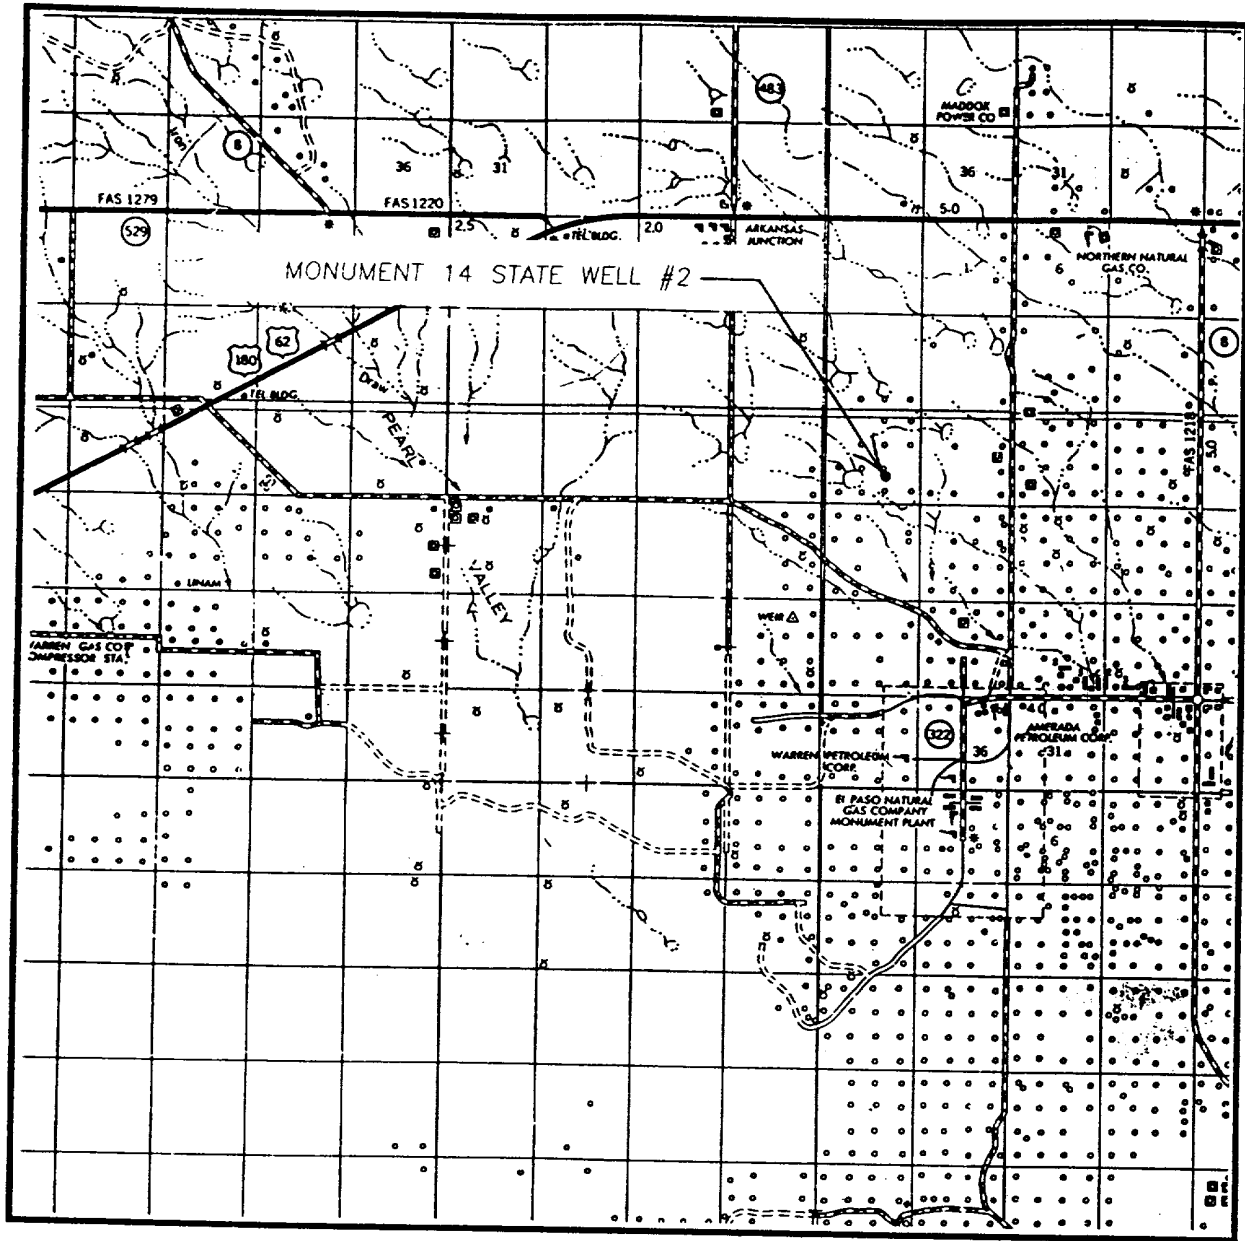 483
MADDOX
POWER CO
8
36
31
36
31
FAS 1279
FAS 1220
5-0
529
2.5
TEL BLDG.
2.0
ARKANSAS
JUNCTION
1
6
NORTHERN NATURAL
GAS CO.
MONUMENT 14 STATE WELL #2
62
180
8
Draw
TEL BLDG.
PEARL
FAS 1218
5.0
LINAM
VALLEY
WEIR
WARREN GAS CO
COMPRESSOR STA.
322
AMERADA
PETROLEUM CORP.
WARREN PETROLEUM
CORP.
36
31
El PASO NATURAL
GAS COMPANY
MONUMENT PLANT
6